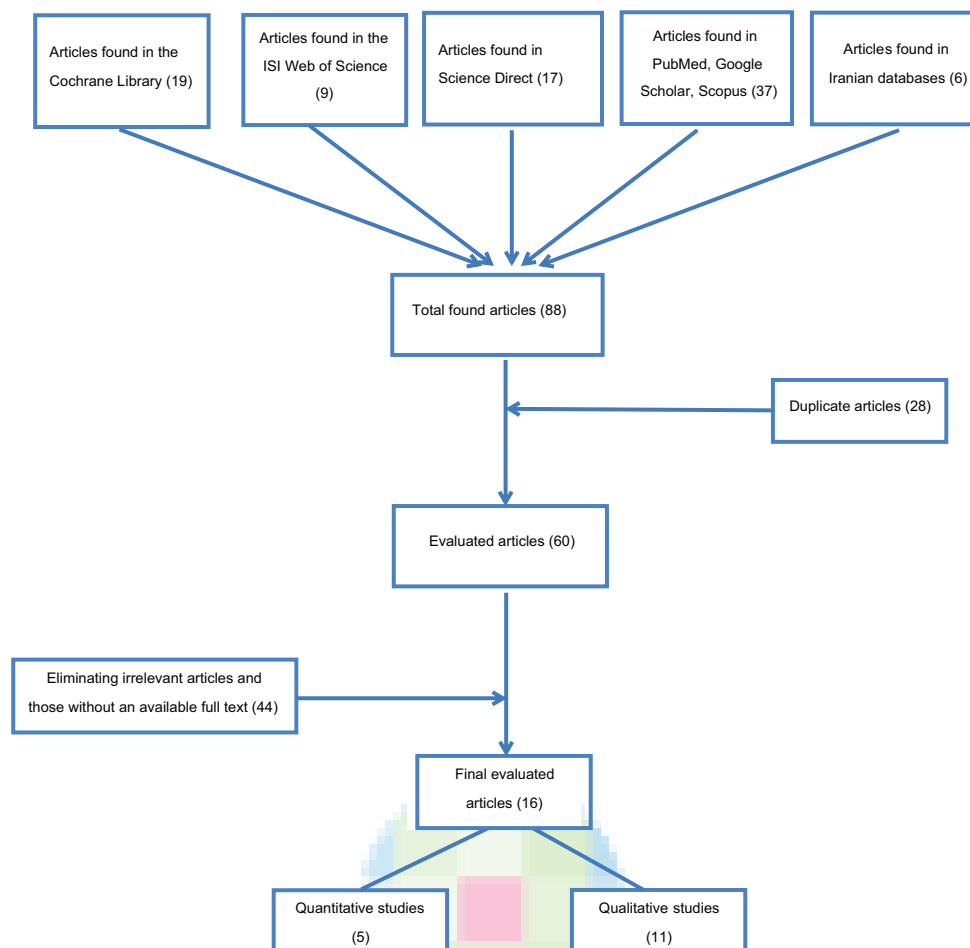 Articles found in the
Cochrane Library (19)
Articles found in the
ISI Web of Science
(9)
Articles found in
Science Direct (17)
Articles found in
PubMed, Google
Scholar, Scopus (37)
Articles found in
Iranian databases (6)
Total found articles (88)
Duplicate articles (28)
Evaluated articles (60)
Eliminating irrelevant articles and
those without an available full text (44)
Final evaluated
articles (16)
Quantitative studies
(5)
Qualitative studies
(11)